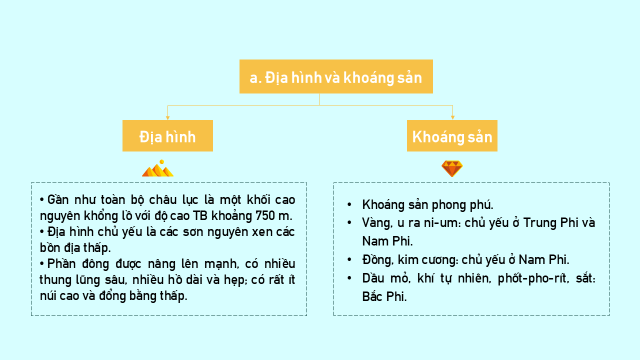 a. Địa hình và khoáng sản
Địa hình
Khoáng sản
• Gần như toàn bộ châu lục là một khối cao
nguyên khổng lồ với độ cao TB khoảng 750 m.
• Địa hình chủ yếu là các sơn nguyên xen các
bồn địa thấp.
• Phần đông được nâng lên mạnh, có nhiều
thung lũng sâu, nhiều hồ dài và hẹp; có rất ít
núi cao và đồng bằng thấp.
• Khoáng sản phong phú.
• Vàng, u ra ni-um: chủ yếu ở Trung Phi và
Nam Phi.
• Đồng, kim cương: chủ yếu ở Nam Phi.
• Dầu mỏ, khí tự nhiên, phốt-pho-rít, sắt:
Bắc Phi.